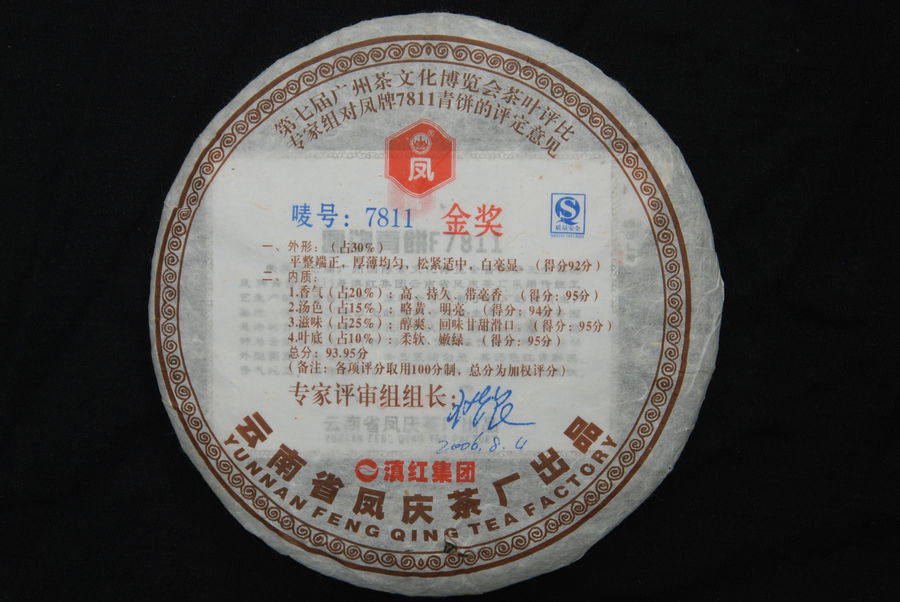 第七届广州茶文化博览会茶叶评比
专家组对凤牌7811青饼的评定意见
凤
唛号：7811 金奖
质量安全
一、外形：（占30%）
平整端正，厚薄均匀，松紧适中，白毫显。（得分92分）
二、内质：
1.香气（占20%）：高、持久、带毫香。（得分：95分）
2.汤色（占15%）：略黄、明亮。（得分：94分）
3.滋味（占25%）：醇爽、回味甘甜滑口。（得分：95分）
4.叶底（占10%）：柔软、嫩绿。（得分：95分）
总分：93.95分
（备注：各项评分取用100分制，总分为加权评分）
专家评审组组长：
2006.8.4
滇红集团
云南省凤庆茶厂出品
YUNNAN FENG QING TEA FACTORY